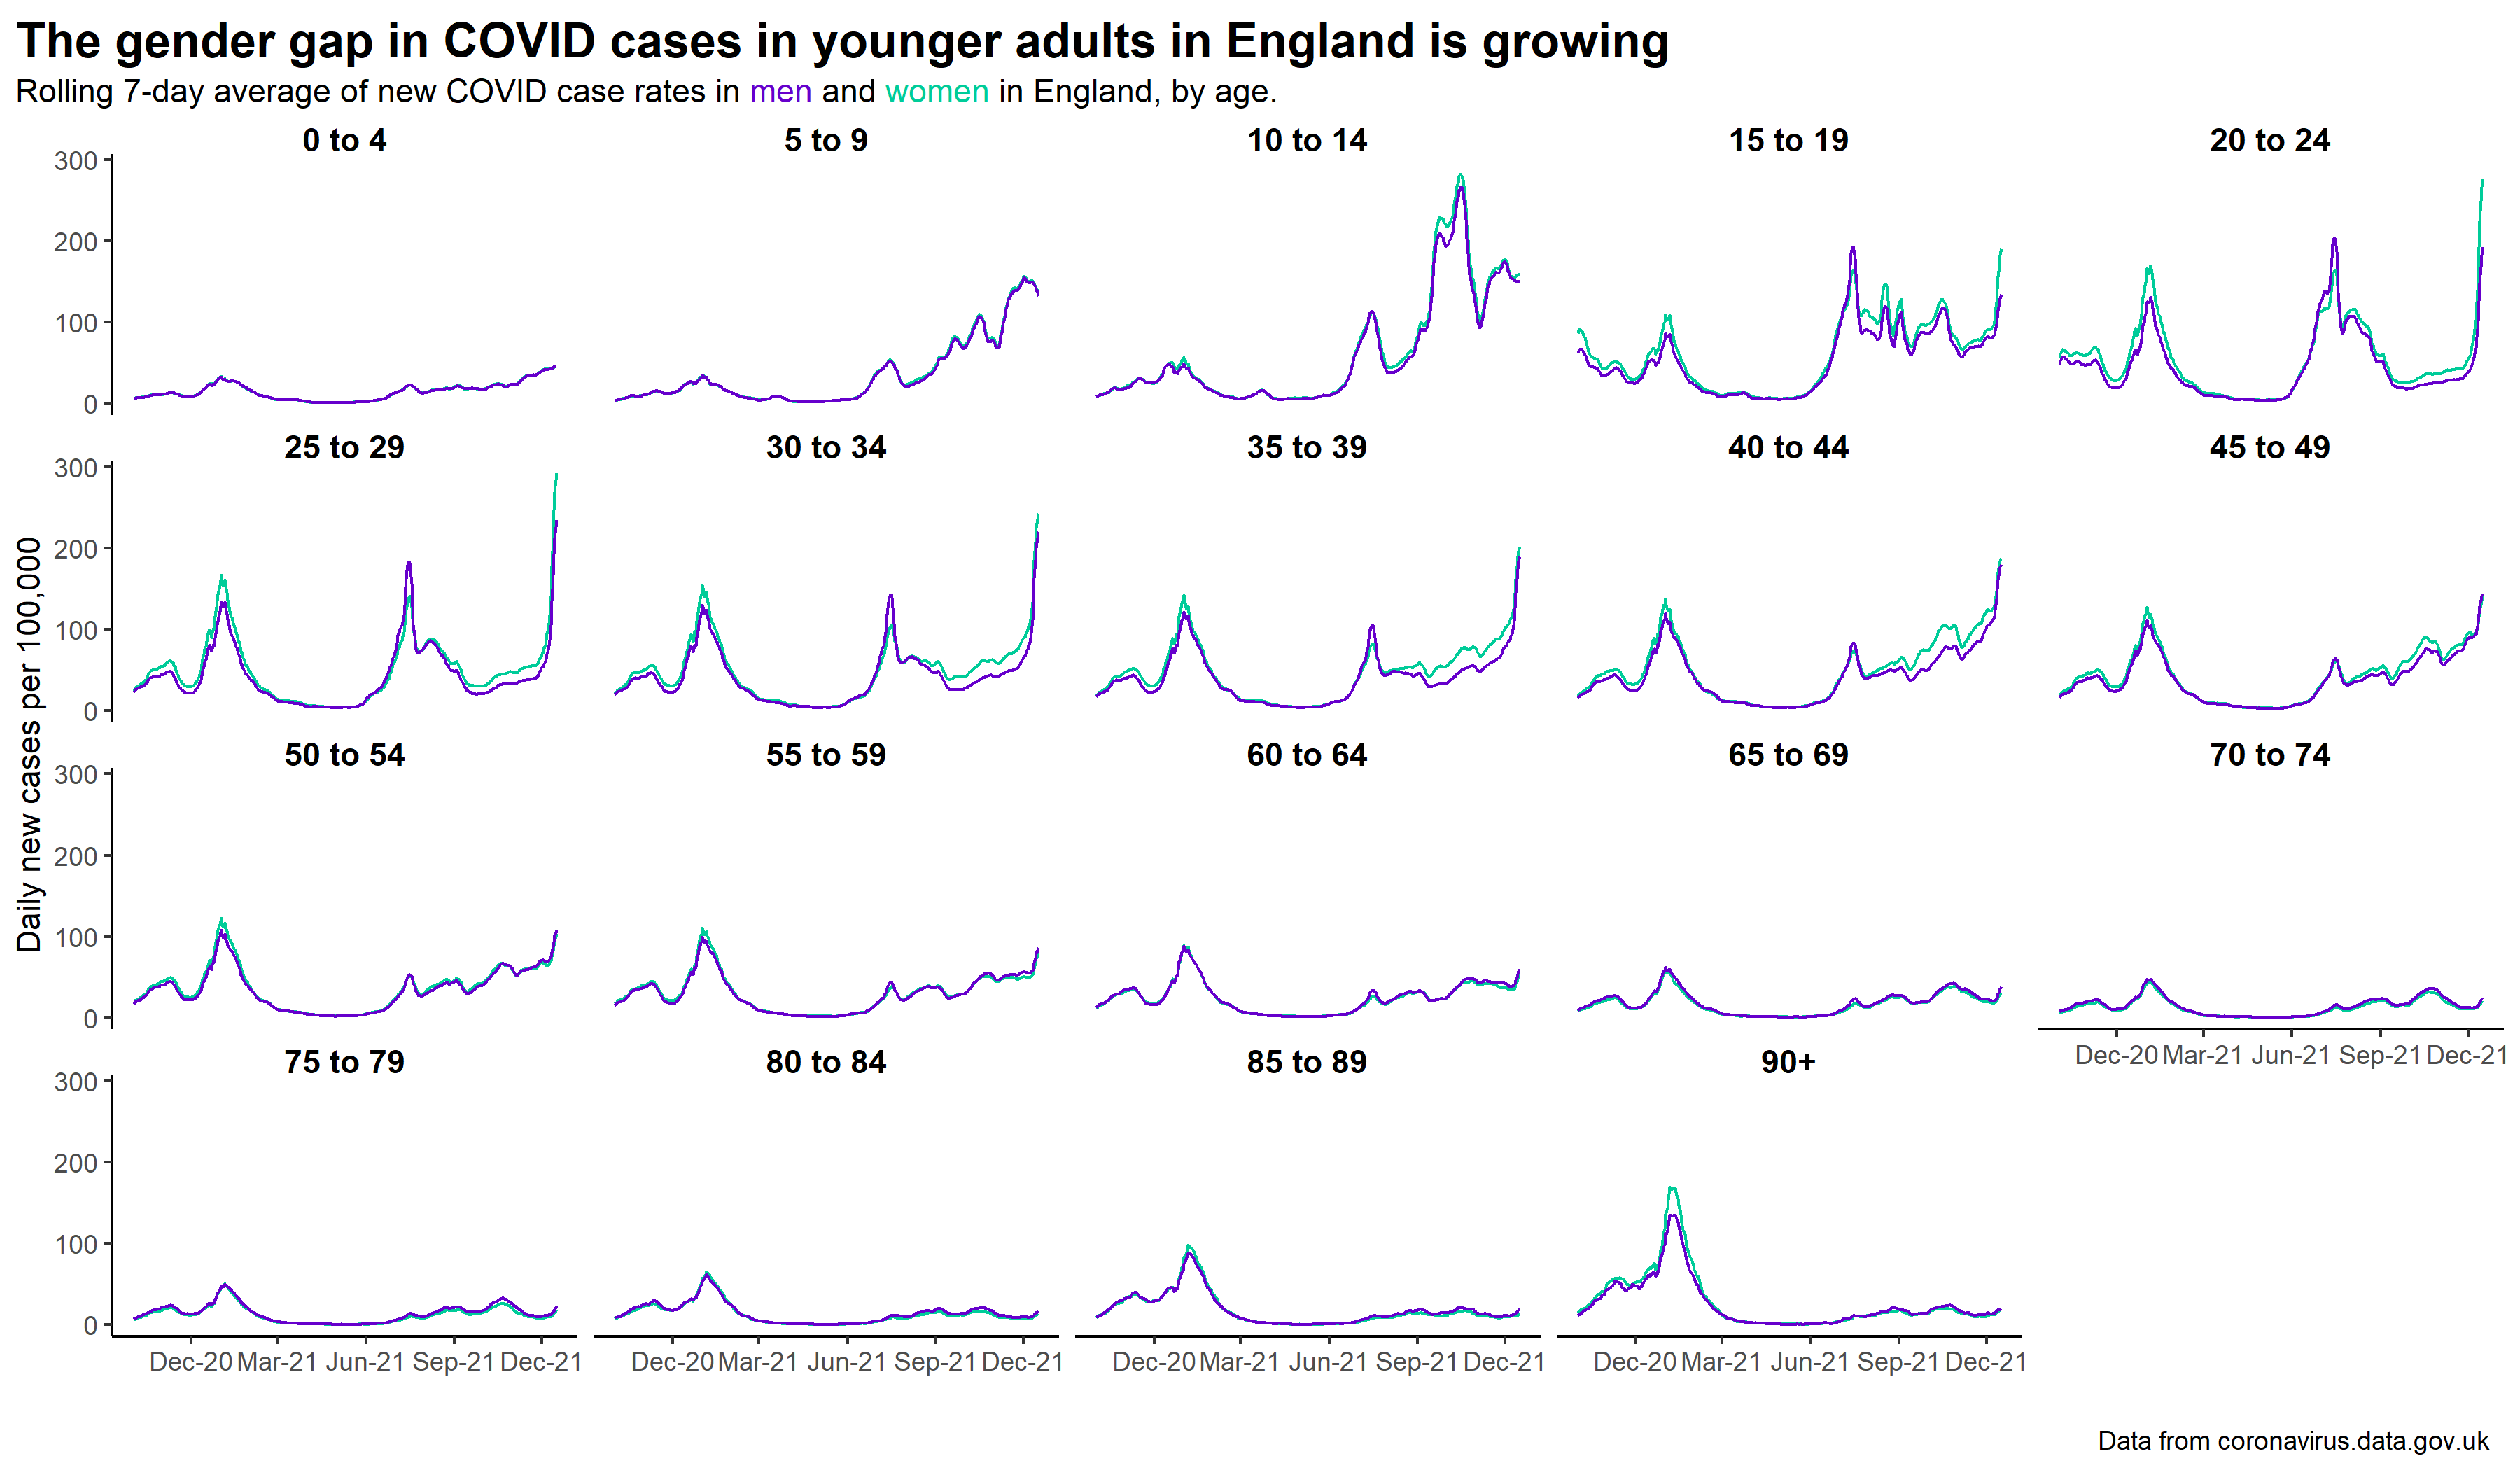 The gender gap in COVID cases in younger adults in England is growing
Rolling 7-day average of new COVID case rates in men and women in England, by age.
0 to 4 5 to 9 10 to 14 15 to 19 20 to 24
300
200
100
0
25 to 29 30 to 34 35 to 39 40 to 44 45 to 49
300
200
100
0
Daily new cases per 100,000
50 to 54 55 to 59 60 to 64 65 to 69 70 to 74
300
200
100
0
Dec-20 Mar-21 Jun-21 Sep-21 Dec-21
75 to 79 80 to 84 85 to 89 90+
300
200
100
0
Dec-20 Mar-21 Jun-21 Sep-21 Dec-21 Dec-20 Mar-21 Jun-21 Sep-21 Dec-21 Dec-20 Mar-21 Jun-21 Sep-21 Dec-21 Dec-20 Mar-21 Jun-21 Sep-21 Dec-21
Data from coronavirus.data.gov.uk